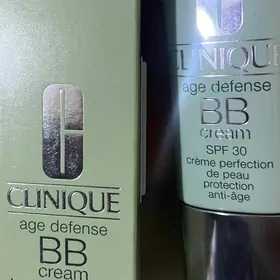 CLINIQUE
age defense
BB
cream
CLINIQUE
age defense
BB
cream
SPF 30
crème perfection
de peau
protection
anti-âge